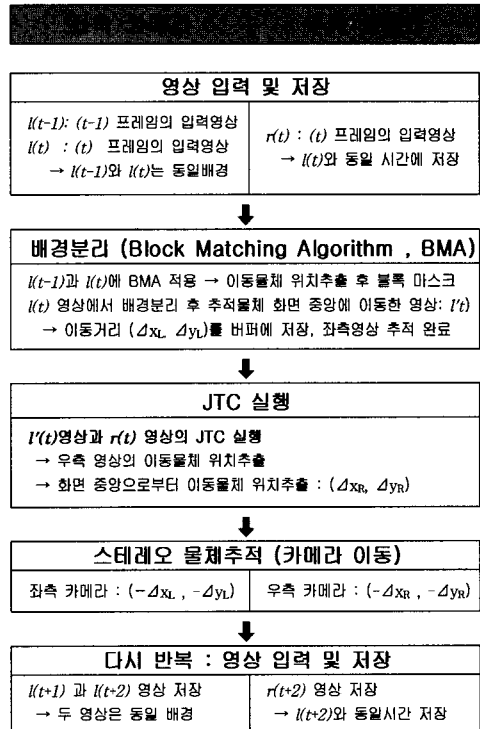 영상 입력 및 저장
l(t-1): (t-1) 프레임의 입력영상
l(t) : (t) 프레임의 입력영상
→ l(t-1)와 l(t)는 동일배경
r(t) : (t) 프레임의 입력영상
→ l(t)와 동일 시간에 저장
배경분리 (Block Matching Algorithm , BMA)
l(t-1)과 l(t)에 BMA 적용 → 이동물체 위치추출 후 블록 마스크
l(t) 영상에서 배경분리 후 추적물체 화면 중앙에 이동한 영상: l't)
→ 이동거리 (ΔxL, ΔyL)를 버퍼에 저장, 좌측영상 추적 완료
JTC 실행
l'(t)영상과 r(t) 영상의 JTC 실행
→ 우측 영상의 이동물체 위치추출
→ 화면 중앙으로부터 이동물체 위치추출 : (ΔxR, ΔyR)
스테레오 물체추적 (카메라 이동)
좌측 카메라 : (-ΔxL , -ΔyL)
우측 카메라 : (-ΔxR , -ΔyR)
다시 반복 : 영상 입력 및 저장
l(t+1) 과 l(t+2) 영상 저장
→ 두 영상은 동일 배경
r(t+2) 영상 저장
→ l(t+2)와 동일시간 저장